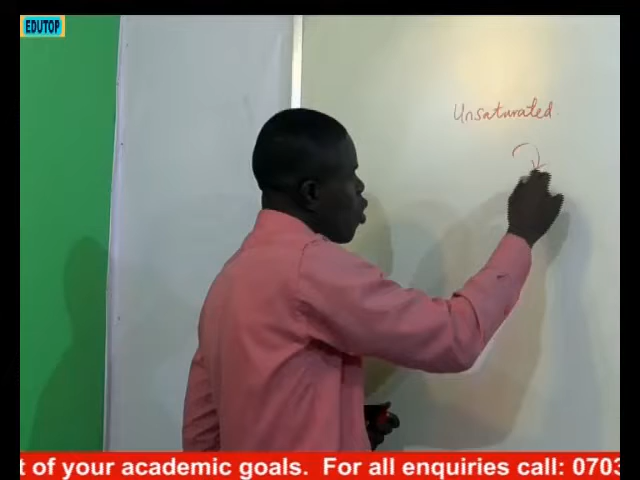 EDUTOP
Unsaturated.
t of your academic goals. For all enquiries call: 0703